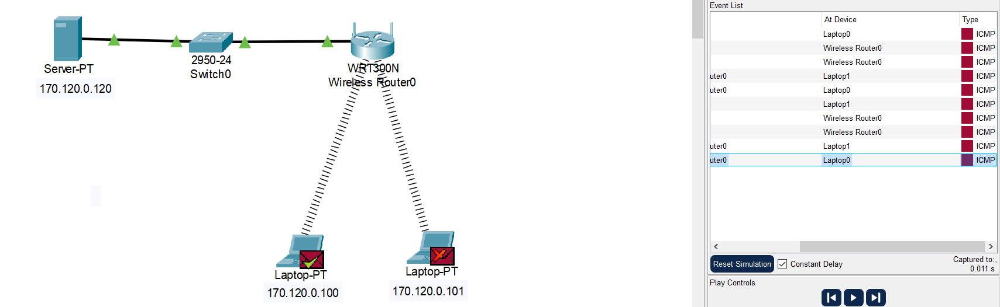 Server-PT
170.120.0.120
2950-24
Switch0
WRT300N
Wireless Router0
Laptop-PT
170.120.0.100
Laptop-PT
170.120.0.101
Event List
At Device Type
Laptop0 ICMP
Wireless Router0 ICMP
Wireless Router0 ICMP
uter0 Laptop1 ICMP
uter0 Laptop0 ICMP
Laptop1 ICMP
Wireless Router0 ICMP
Wireless Router0 ICMP
uter0 Laptop1 ICMP
uter0 Laptop0 ICMP
Reset Simulation Constant Delay Captured to:
0.011 s
Play Controls